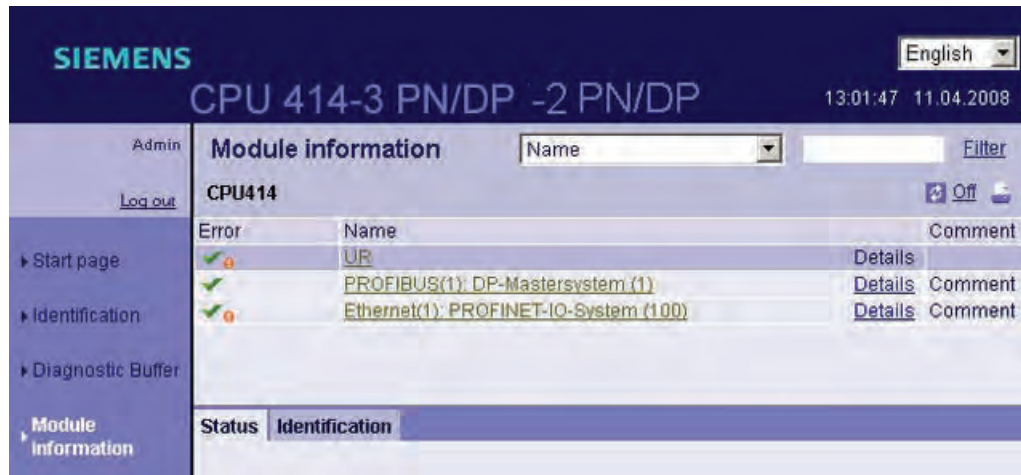 SIEMENS
English
CPU 414-3 PN/DP -2 PN/DP
13:01:47 11.04.2008
Admin
Module information
Name
Filter
Log out
CPU414
Off
Error Name Comment
Start page
UR Details
PROFIBUS(1): DP-Mastersystem (1) Details Comment
Identification
Ethernet(1): PROFINET-IO-System (100) Details Comment
Diagnostic Buffer
Module
Information
Status Identification